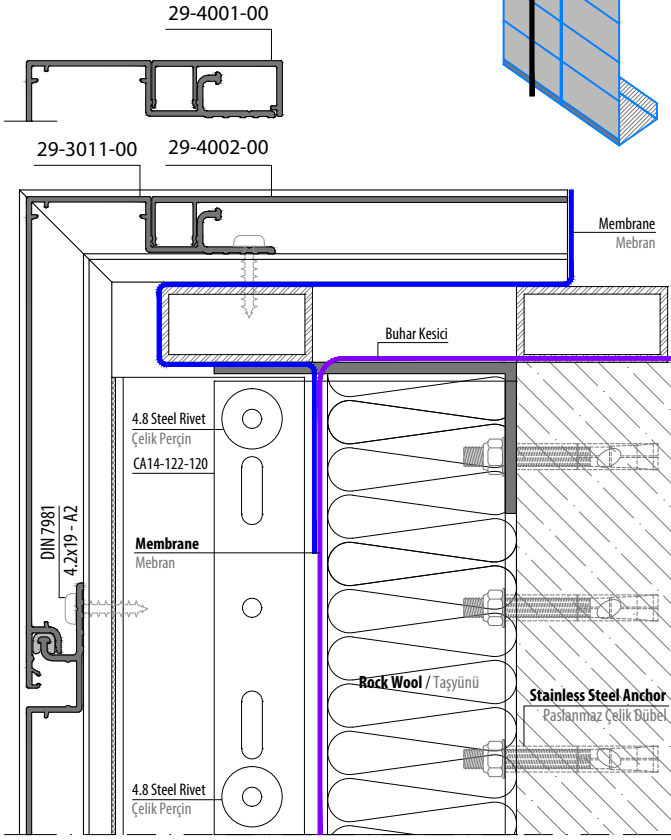 29-4001-00
29-3011-00
29-4002-00
Membrane
Mebran
Buhar Kesici
4.8 Steel Rivet
Çelik Perçin
CA14-122-120
DIN 7981
4.2x19 - A2
Membrane
Mebran
Rock Wool / Taşyünü
Stainless Steel Anchor
Paslanmaz Çelik Dübel
4.8 Steel Rivet
Çelik Perçin